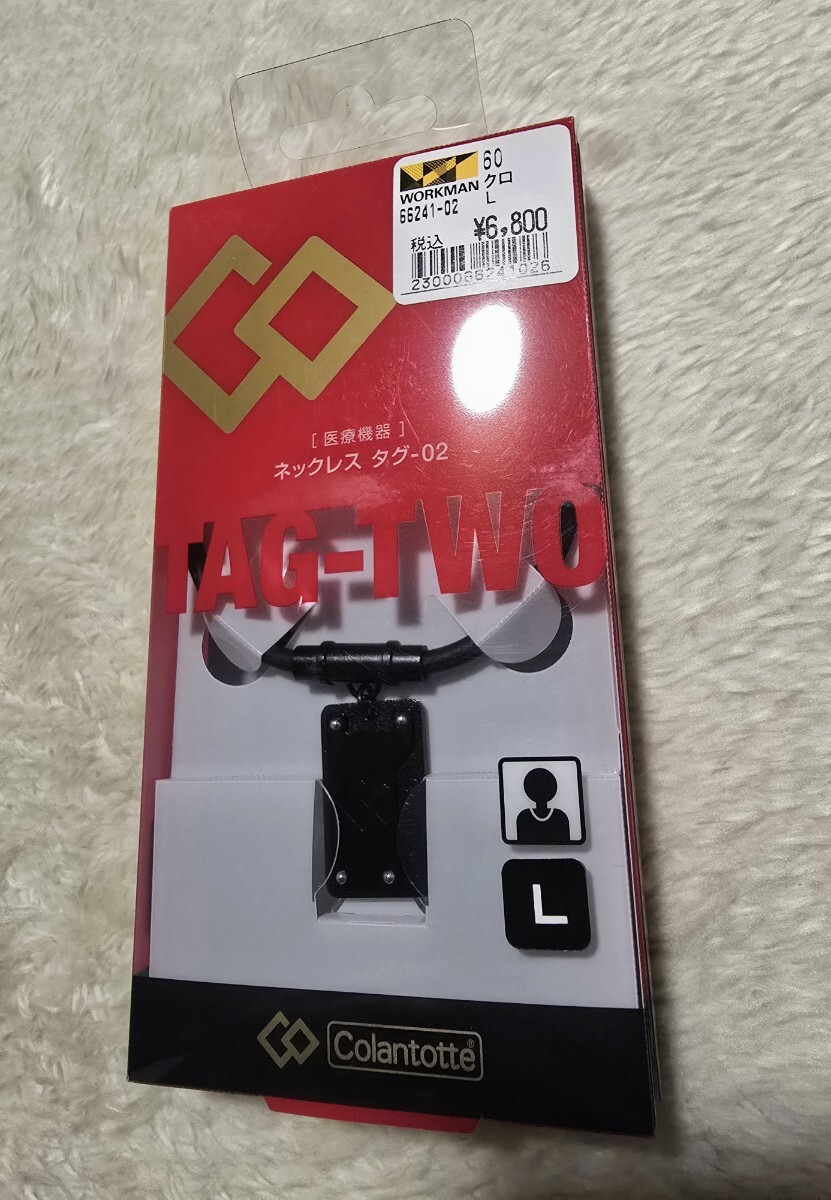 60
WORKMAN クロ
66241-02 L
税込 ¥6,800
2300066241026
[ 医療機器 ]
ネックレス タグ-02
TAG-TWO
L
Colantotte®